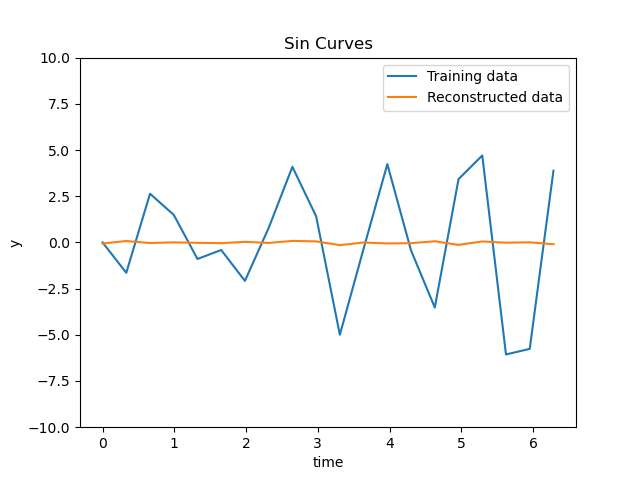 Sin Curves
10.0
7.5
5.0
2.5
0.0
−2.5
−5.0
−7.5
−10.0
y
Training data
Reconstructed data
0 1 2 3 4 5 6
time